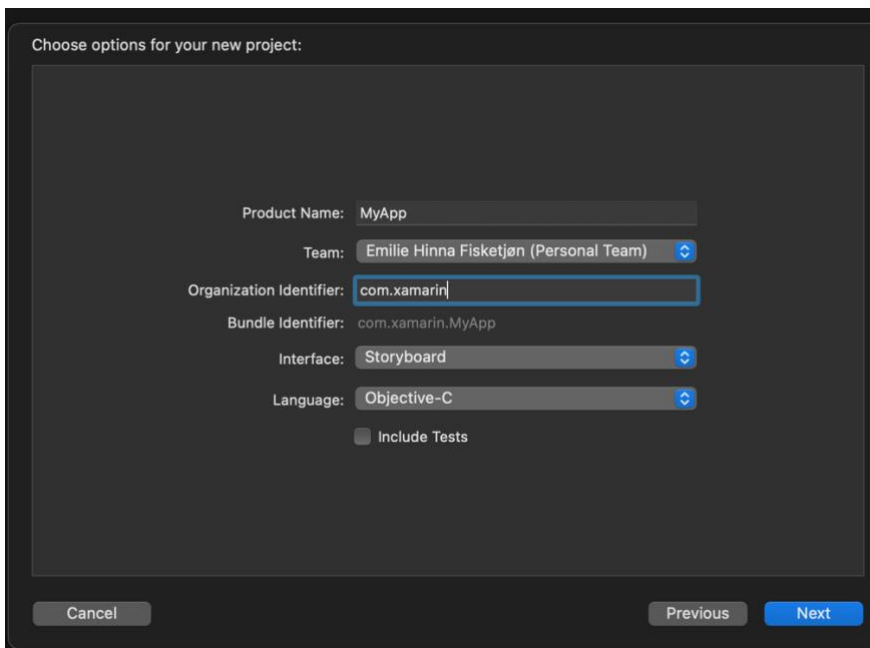 Choose options for your new project:
Product Name: MyApp
Team: Emilie Hinna Fisketjøn (Personal Team)
Organization Identifier: com.xamarin
Bundle Identifier: com.xamarin.MyApp
Interface: Storyboard
Language: Objective-C
Include Tests
Cancel Previous Next